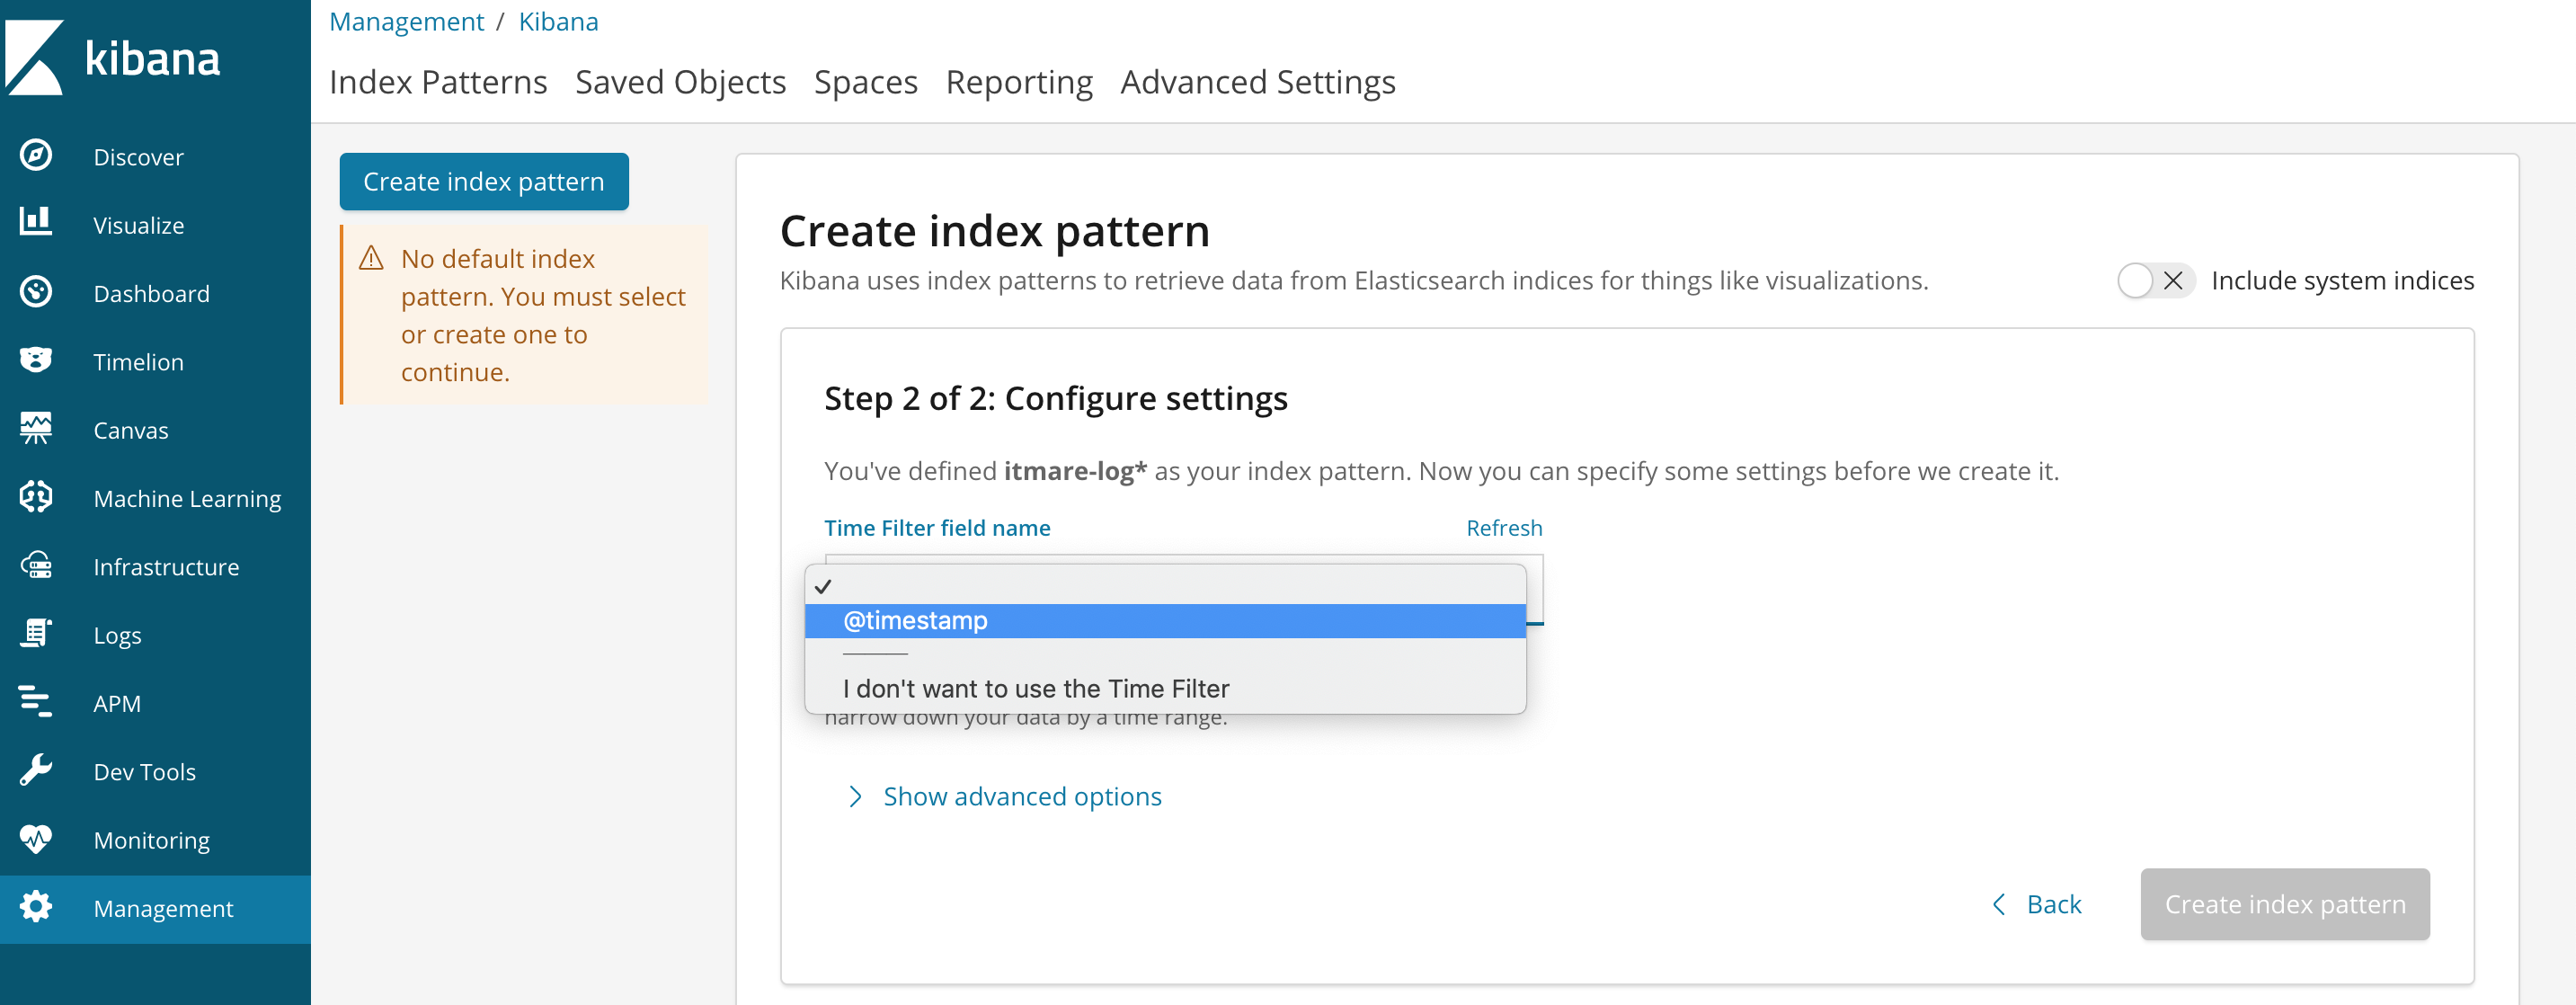 kibana
Discover
Visualize
Dashboard
Timelion
Canvas
Machine Learning
Infrastructure
Logs
APM
Dev Tools
Monitoring
Management
Management / Kibana
Index Patterns Saved Objects Spaces Reporting Advanced Settings
Create index pattern
No default index
pattern. You must select
or create one to
continue.
Create index pattern
Kibana uses index patterns to retrieve data from Elasticsearch indices for things like visualizations.
Include system indices
Step 2 of 2: Configure settings
You've defined itmare-log* as your index pattern. Now you can specify some settings before we create it.
Time Filter field name
Refresh
@timestamp
I don't want to use the Time Filter
narrow down your data by a time range.
Show advanced options
Back
Create index pattern